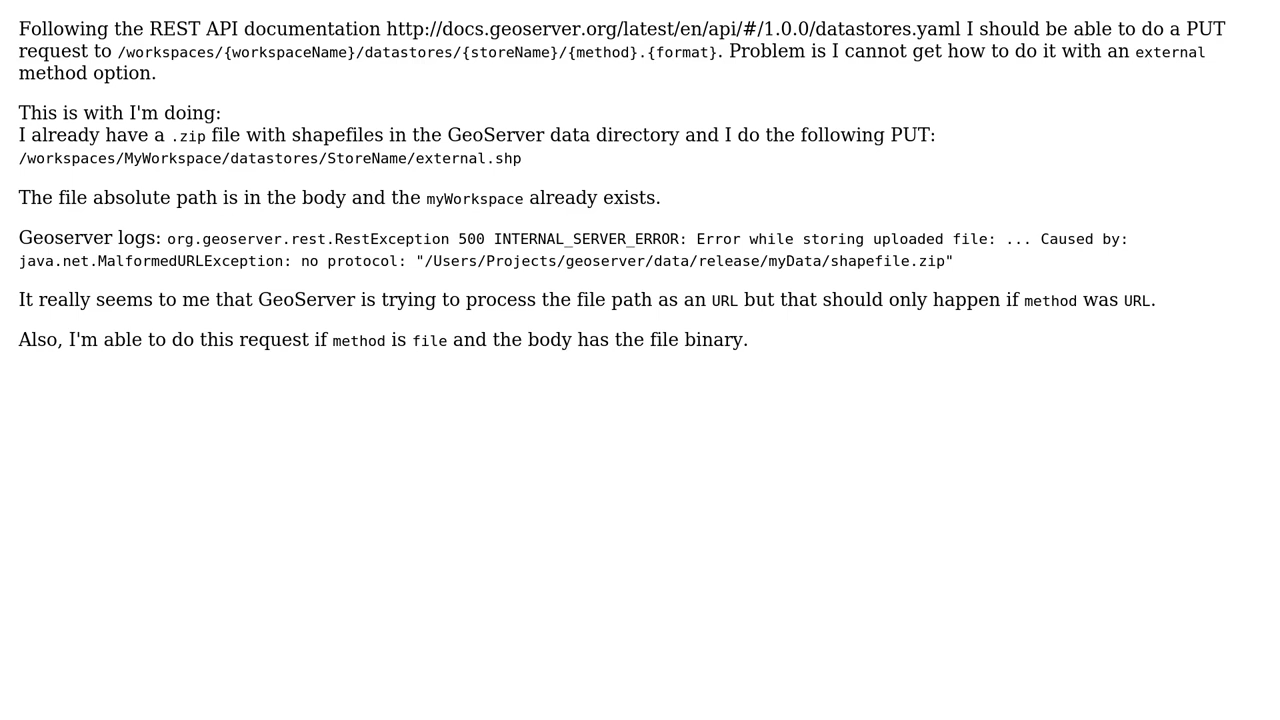 Following the REST API documentation http://docs.geoserver.org/latest/en/api/#/1.0.0/datastores.yaml I should be able to do a PUT
request to /workspaces/{workspaceName}/datastores/{storeName}/{method}.{format}. Problem is I cannot get how to do it with an external
method option.
This is with I'm doing:
I already have a .zip file with shapefiles in the GeoServer data directory and I do the following PUT:
/workspaces/MyWorkspace/datastores/StoreName/external.shp
The file absolute path is in the body and the myWorkspace already exists.
Geoserver logs: org.geoserver.rest.RestException 500 INTERNAL_SERVER_ERROR: Error while storing uploaded file: ... Caused by:
java.net.MalformedURLException: no protocol: "/Users/Projects/geoserver/data/release/myData/shapefile.zip"
It really seems to me that GeoServer is trying to process the file path as an URL but that should only happen if method was URL.
Also, I'm able to do this request if method is file and the body has the file binary.